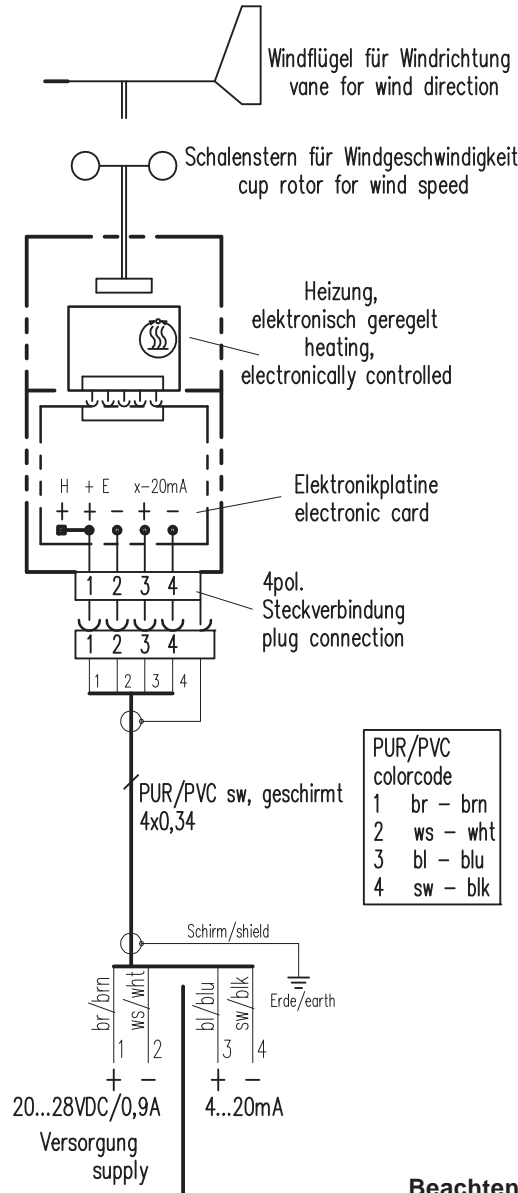 Windflügel für Windrichtung
vane for wind direction
Schalenstern für Windgeschwindigkeit
cup rotor for wind speed
Heizung,
elektronisch geregelt
heating,
electronically controlled
H + E x-20mA
+ + - + -
Elektronikplatine
electronic card
1 2 3 4
4pol.
Steckverbindung
plug connection
1 2 3 4
1 2 3 4
PUR/PVC sw, geschirmt
4x0,34
PUR/PVC
colorcode
1 br - brn
2 ws - wht
3 bl - blu
4 sw - blk
Schirm/shield
Erde/earth
br/brn
ws/wht
bl/blu
sw/blk
1 2 3 4
+ - + -
20...28VDC/0,9A
4...20mA
Versorgung
supply
Beachten